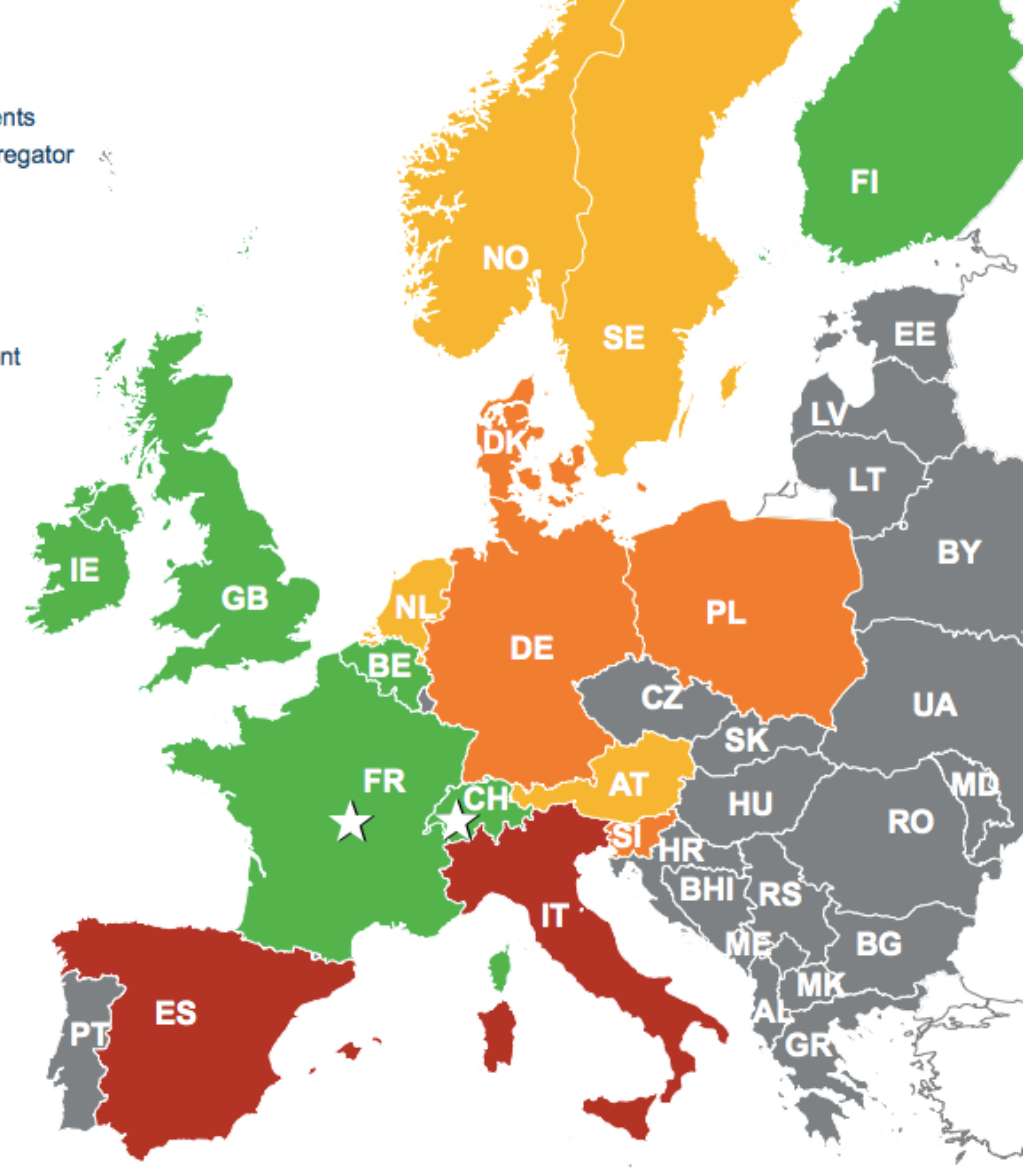 ents
regator
FI
NO
SE
EE
nt
LV
DK
LT
BY
IE
GB
NL
PL
DE
BE
CZ
UA
SK
FR
CH
AT
MD
HU
RO
SI
HR
BHI
RS
IT
ME
BG
MK
ES
AL
PT
GR